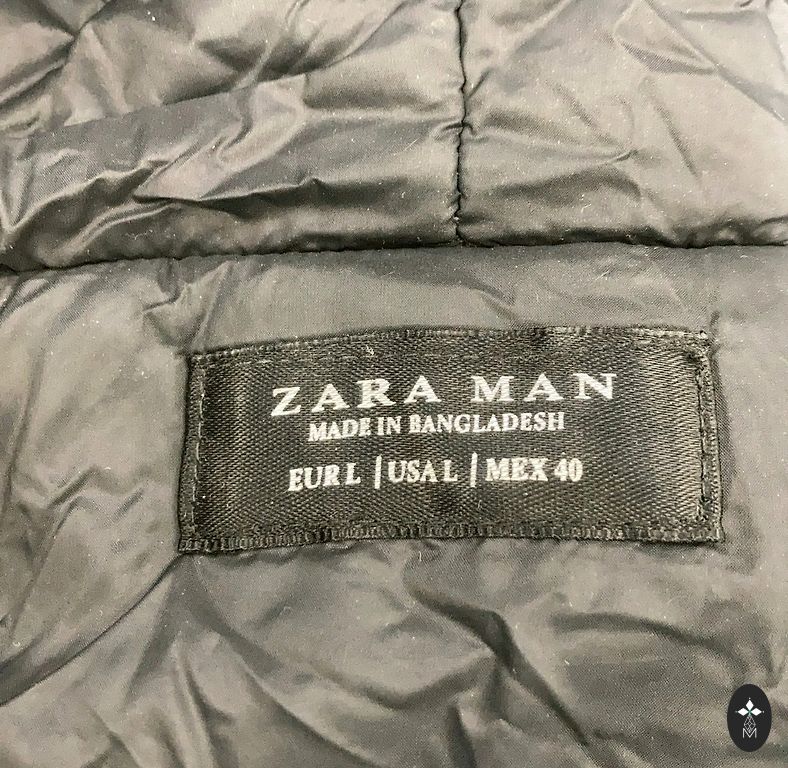 ZARA MAN
MADE IN BANGLADESH
EUR L | USA L | MEX 40
M